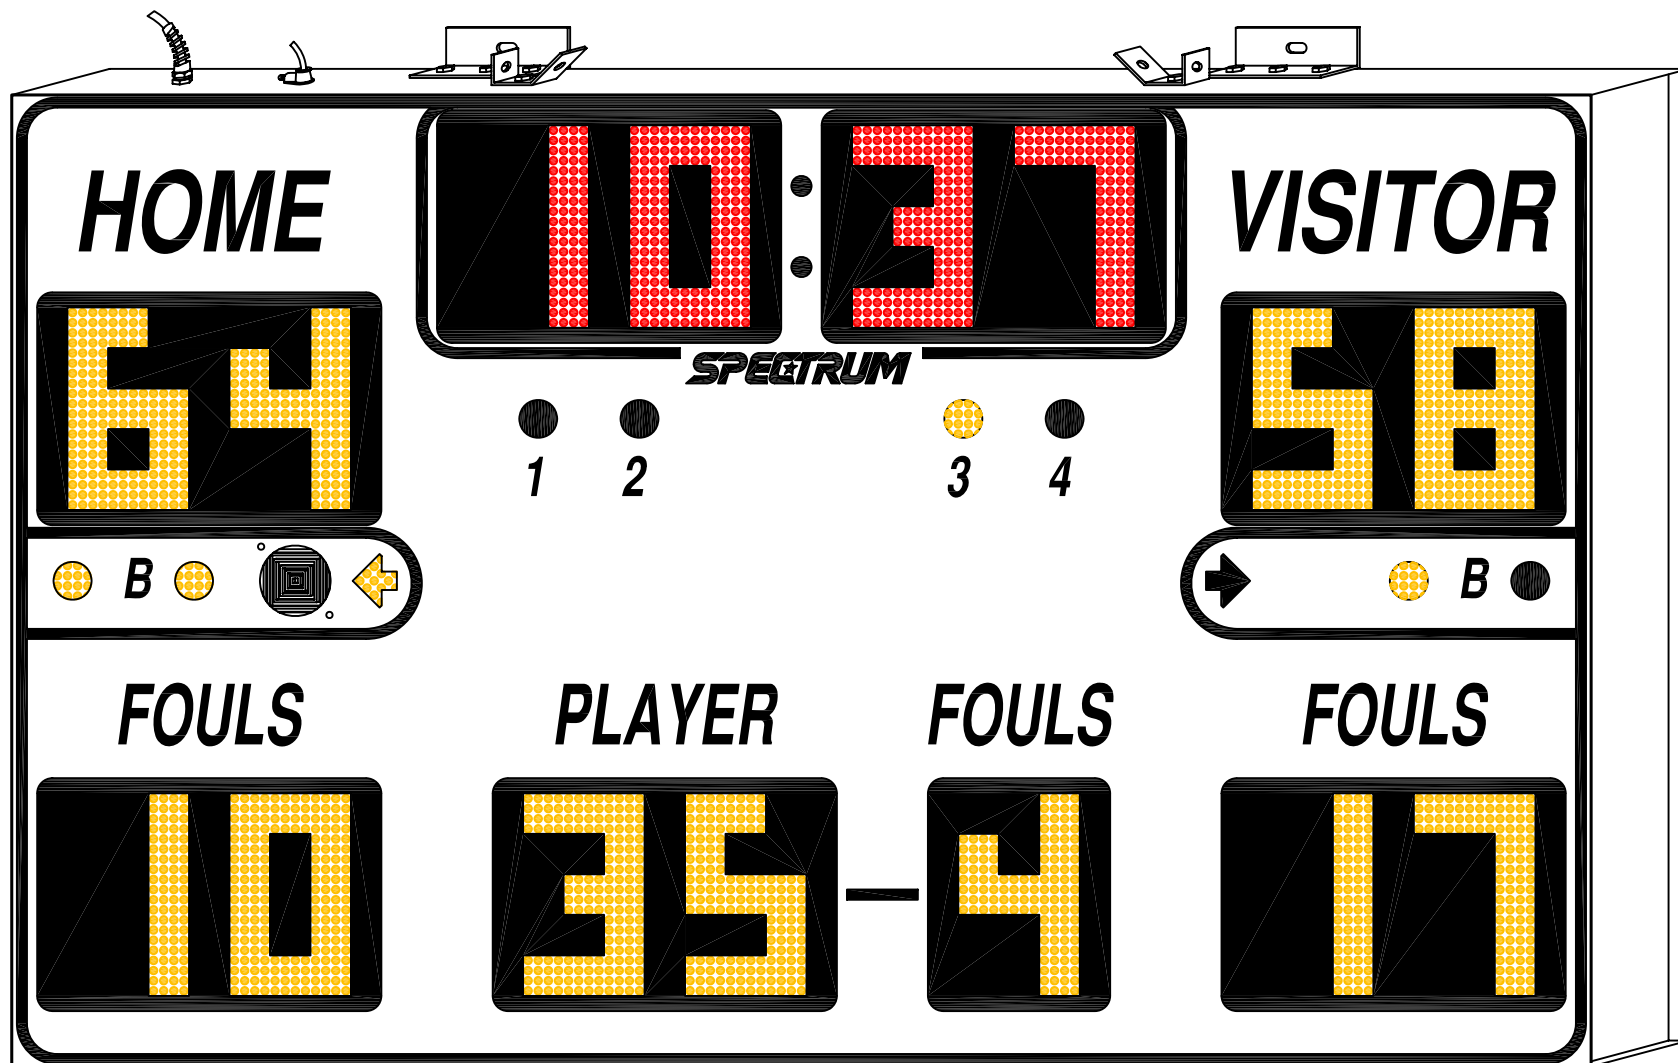 10:37
HOME
VISITOR
64
58
SPECTRUM
1 2 3 4
B
B
FOULS PLAYER FOULS FOULS
10 35-4 17